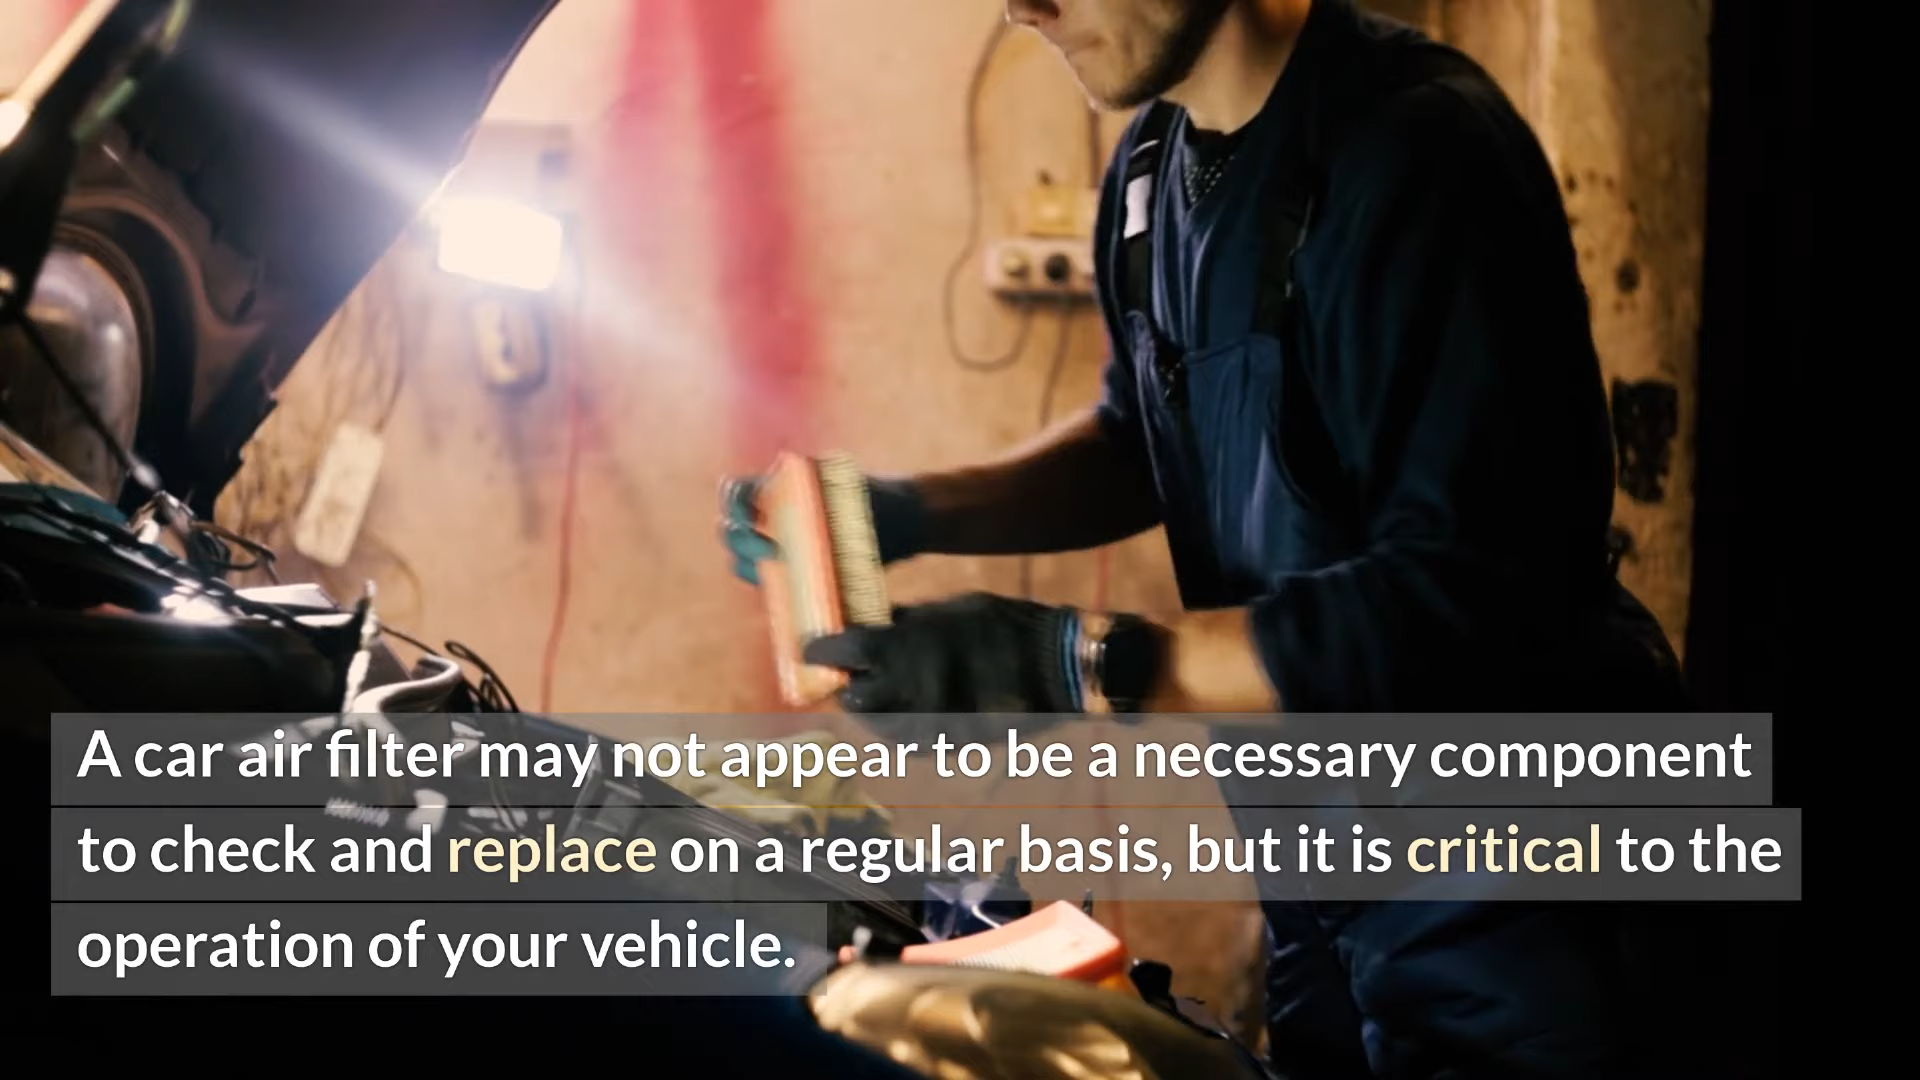 A car air filter may not appear to be a necessary component
to check and replace on a regular basis, but it is critical to the
operation of your vehicle.